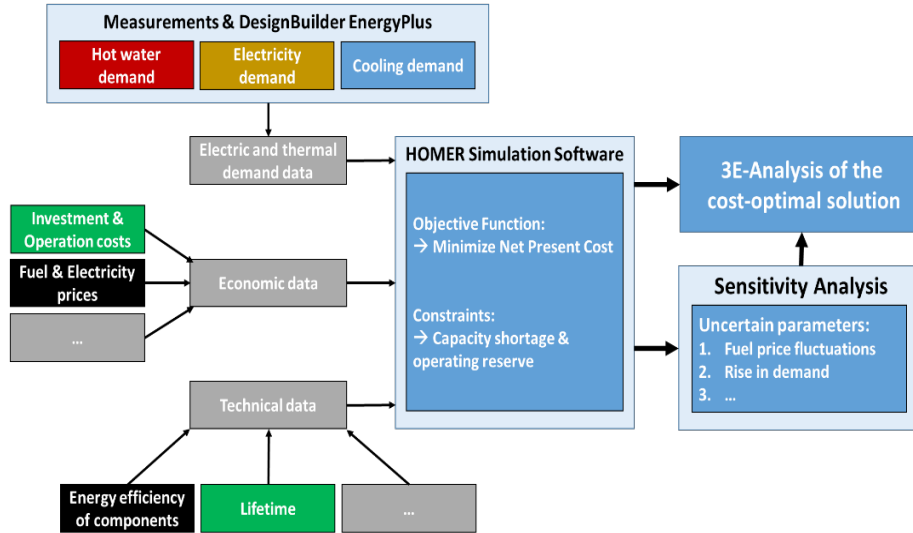 Measurements & DesignBuilder EnergyPlus
Hot water
demand
Electricity
demand
Cooling demand
Electric and thermal
demand data
Investment &
Operation costs
Fuel & Electricity
prices
...
Economic data
Technical data
Energy efficiency
of components
Lifetime
...
HOMER Simulation Software
Objective Function:
→ Minimize Net Present Cost
Constraints:
→ Capacity shortage &
operating reserve
3E-Analysis of the
cost-optimal solution
Sensitivity Analysis
Uncertain parameters:
1. Fuel price fluctuations
2. Rise in demand
3. ...